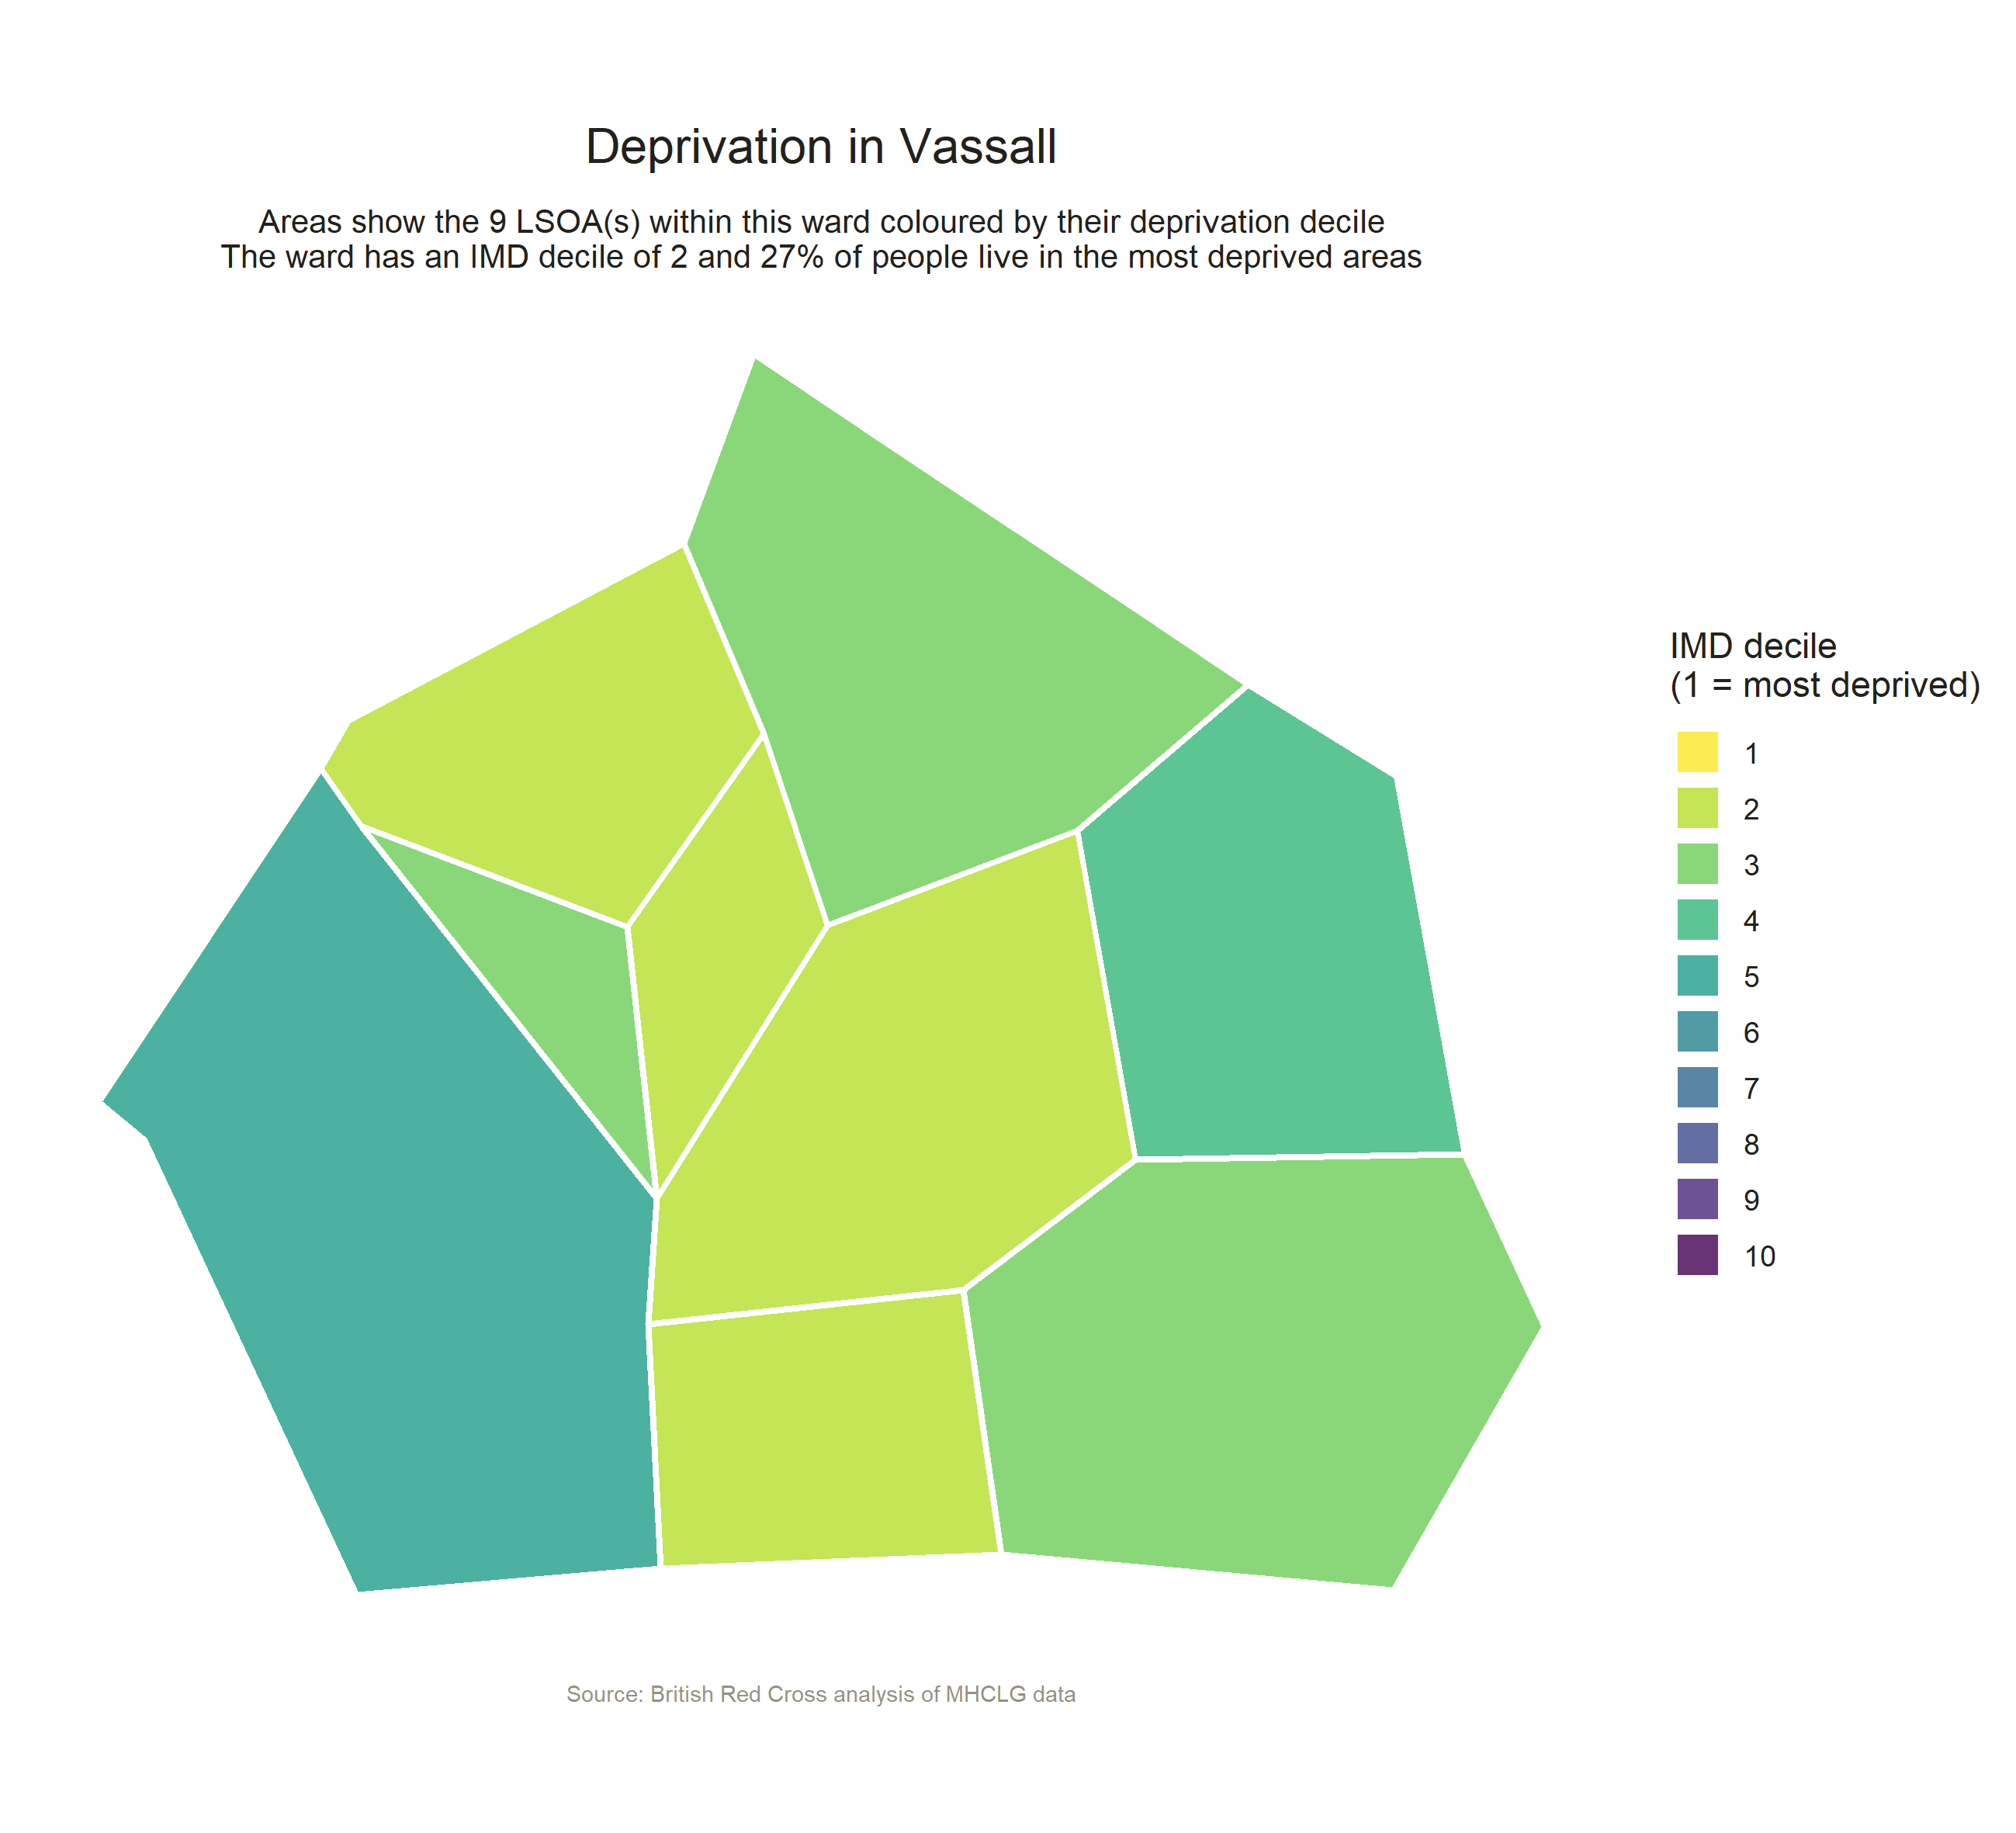 Deprivation in Vassall
Areas show the 9 LSOA(s) within this ward coloured by their deprivation decile
The ward has an IMD decile of 2 and 27% of people live in the most deprived areas
IMD decile
(1 = most deprived)
1
2
3
4
5
6
7
8
9
10
Source: British Red Cross analysis of MHCLG data